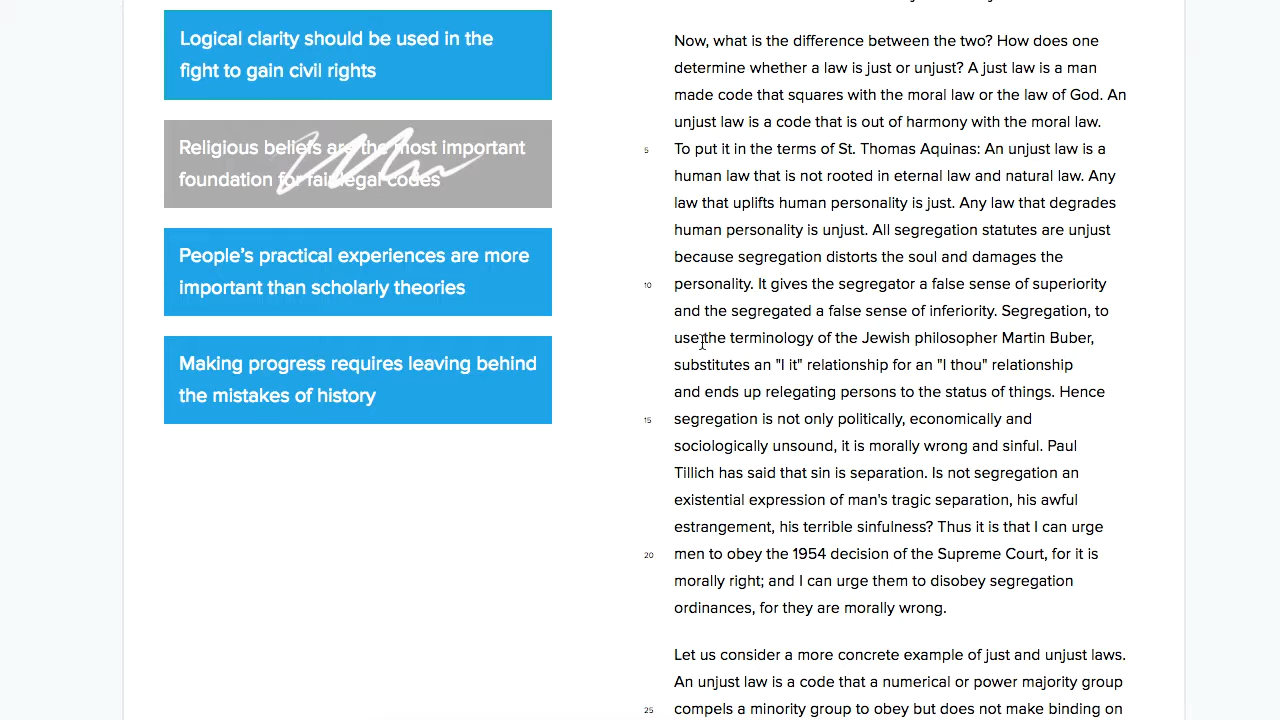 Logical clarity should be used in the
fight to gain civil rights
Religious beliefs are the most important
foundation for fair legal codes
People's practical experiences are more
important than scholarly theories
Making progress requires leaving behind
the mistakes of history
Now, what is the difference between the two? How does one
determine whether a law is just or unjust? A just law is a man
made code that squares with the moral law or the law of God. An
unjust law is a code that is out of harmony with the moral law.
5 To put it in the terms of St. Thomas Aquinas: An unjust law is a
human law that is not rooted in eternal law and natural law. Any
law that uplifts human personality is just. Any law that degrades
human personality is unjust. All segregation statutes are unjust
because segregation distorts the soul and damages the
10 personality. It gives the segregator a false sense of superiority
and the segregated a false sense of inferiority. Segregation, to
use the terminology of the Jewish philosopher Martin Buber,
substitutes an "I it" relationship for an "I thou" relationship
and ends up relegating persons to the status of things. Hence
15 segregation is not only politically, economically and
sociologically unsound, it is morally wrong and sinful. Paul
Tillich has said that sin is separation. Is not segregation an
existential expression of man's tragic separation, his awful
estrangement, his terrible sinfulness? Thus it is that I can urge
20 men to obey the 1954 decision of the Supreme Court, for it is
morally right; and I can urge them to disobey segregation
ordinances, for they are morally wrong.
Let us consider a more concrete example of just and unjust laws.
An unjust law is a code that a numerical or power majority group
25 compels a minority group to obey but does not make binding on